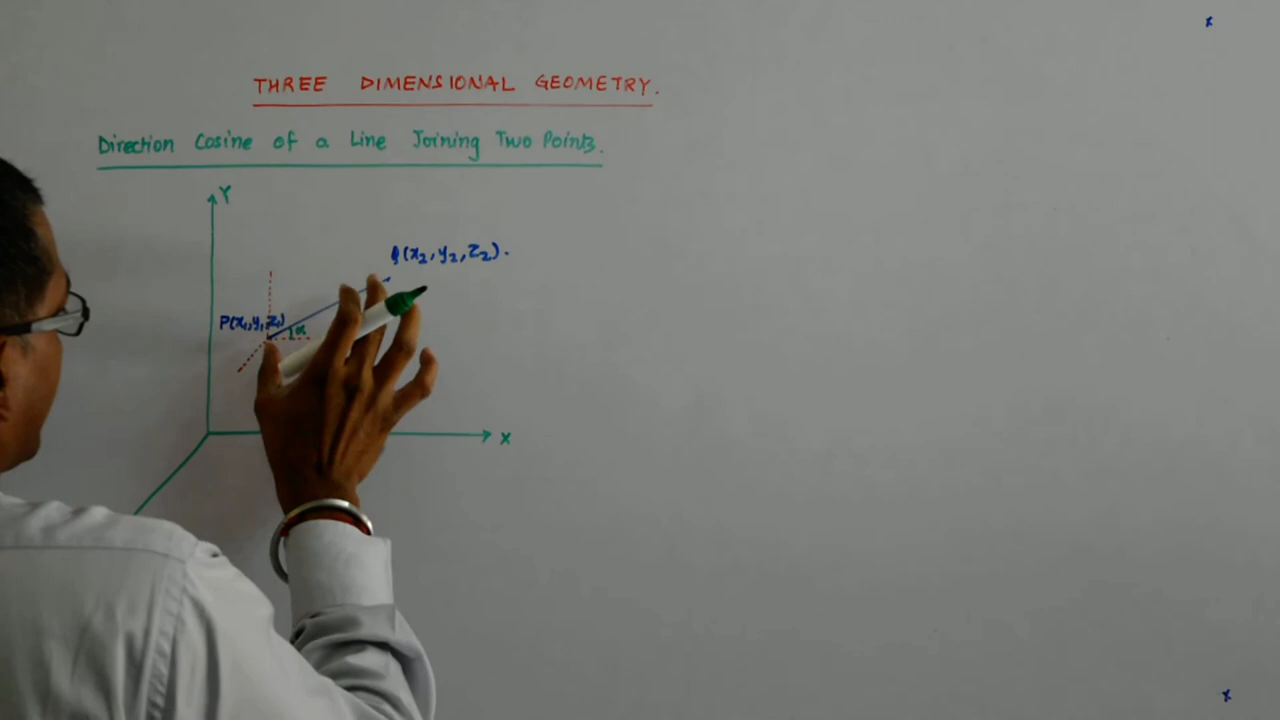 THREE DIMENSIONAL GEOMETRY.
Direction Cosine of a Line Joining Two Points.
Y
Q(x₂, y₂, z₂).
P(x₁, y₁, z₁)
α
X
x
x